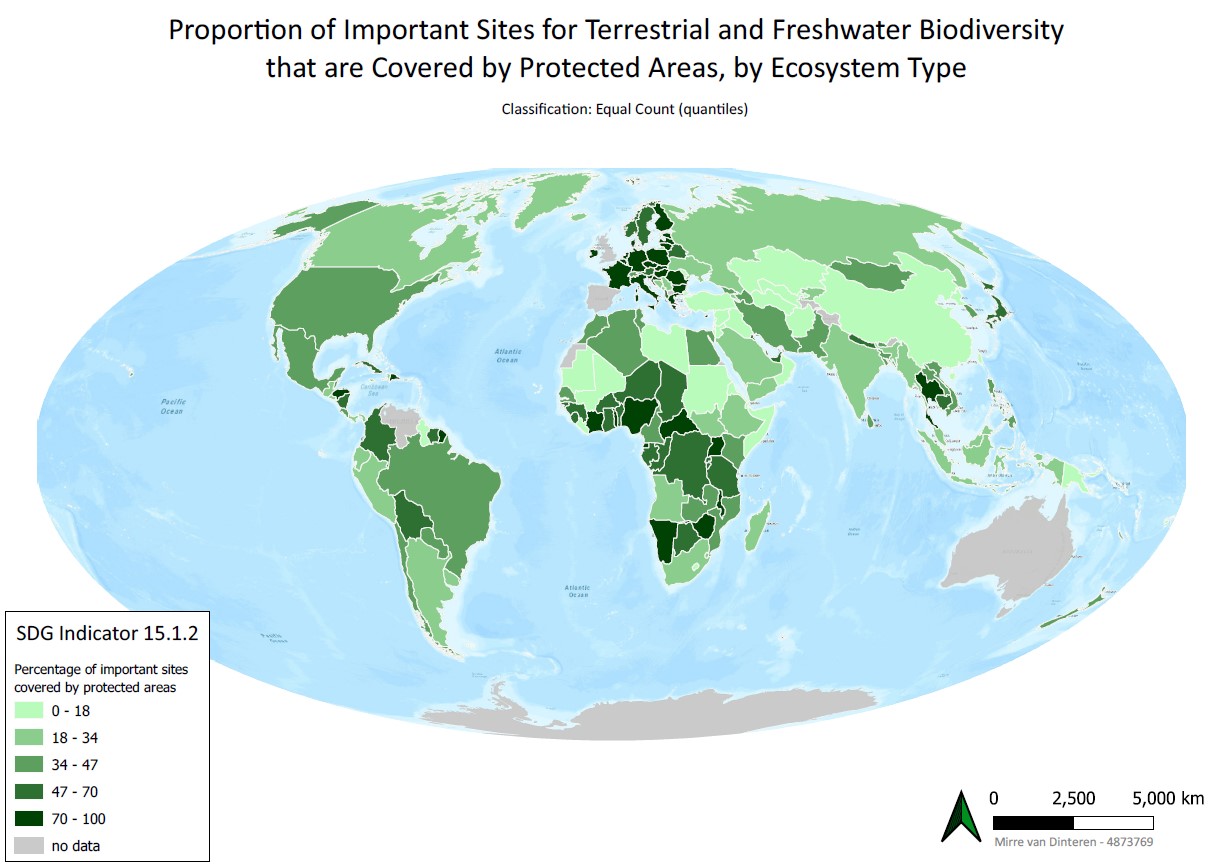 Proportion of Important Sites for Terrestrial and Freshwater Biodiversity
that are Covered by Protected Areas, by Ecosystem Type
Classification: Equal Count (quantiles)
Atlantic
Ocean
Pacific
Ocean
Caribbean
Sea
Atlantic
Ocean
SDG Indicator 15.1.2
Percentage of important sites
covered by protected areas
0 - 18
18 - 34
34 - 47
47 - 70
70 - 100
no data
0 2,500 5,000 km
Mirre van Dinteren - 4873769